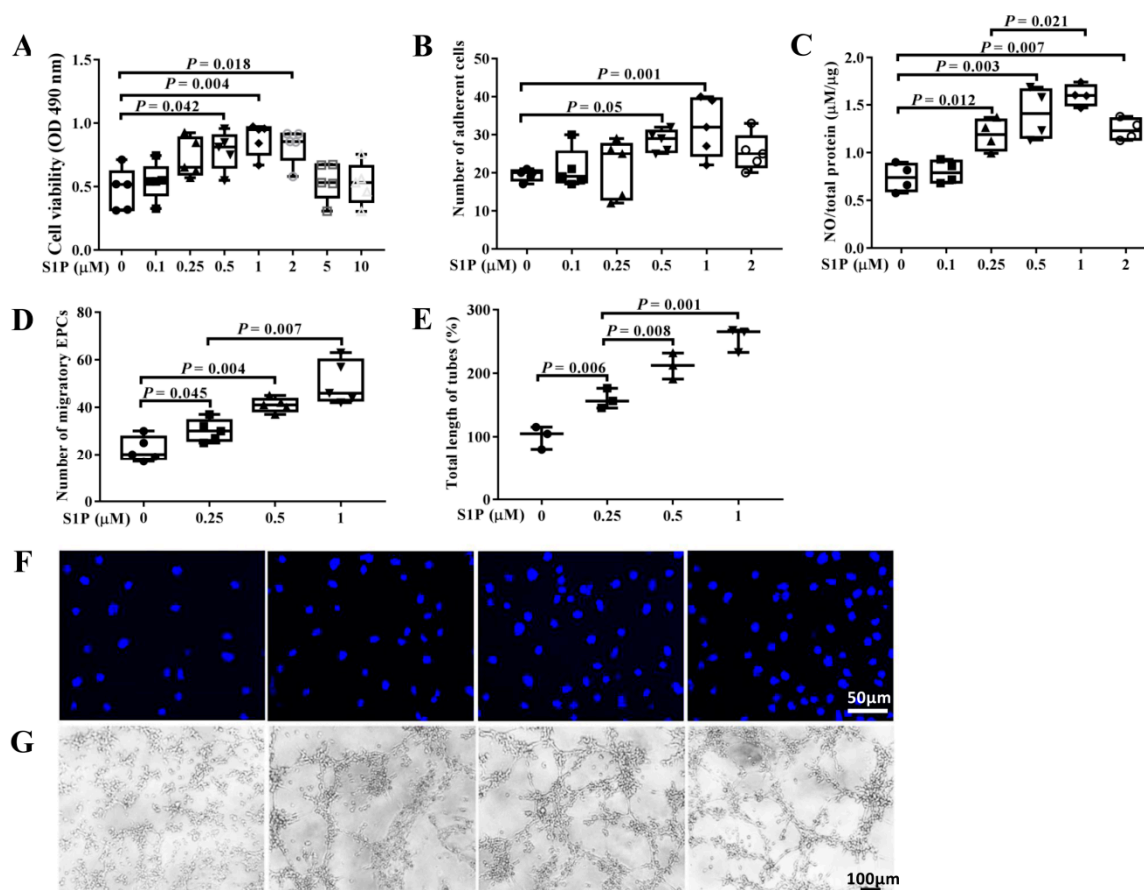 A
Cell viability (OD 490 nm)
1.5
1.0
0.5
0.0
P = 0.018
P = 0.004
P = 0.042
S1P (μM) 0 0.1 0.25 0.5 1 2 5 10
B
Number of adherent cells
50
40
30
20
10
0
P = 0.001
P = 0.05
S1P (μM) 0 0.1 0.25 0.5 1 2
C
NO/total protein (μM/μg)
2.0
1.5
1.0
0.5
0.0
P = 0.021
P = 0.007
P = 0.003
P = 0.012
S1P (μM) 0 0.1 0.25 0.5 1 2
D
Number of migratory EPCs
80
60
40
20
0
P = 0.007
P = 0.004
P = 0.045
S1P (μM) 0 0.25 0.5 1
E
Total length of tubes (%)
300
200
100
0
P = 0.001
P = 0.008
P = 0.006
S1P (μM) 0 0.25 0.5 1
F
50μm
G
100μm